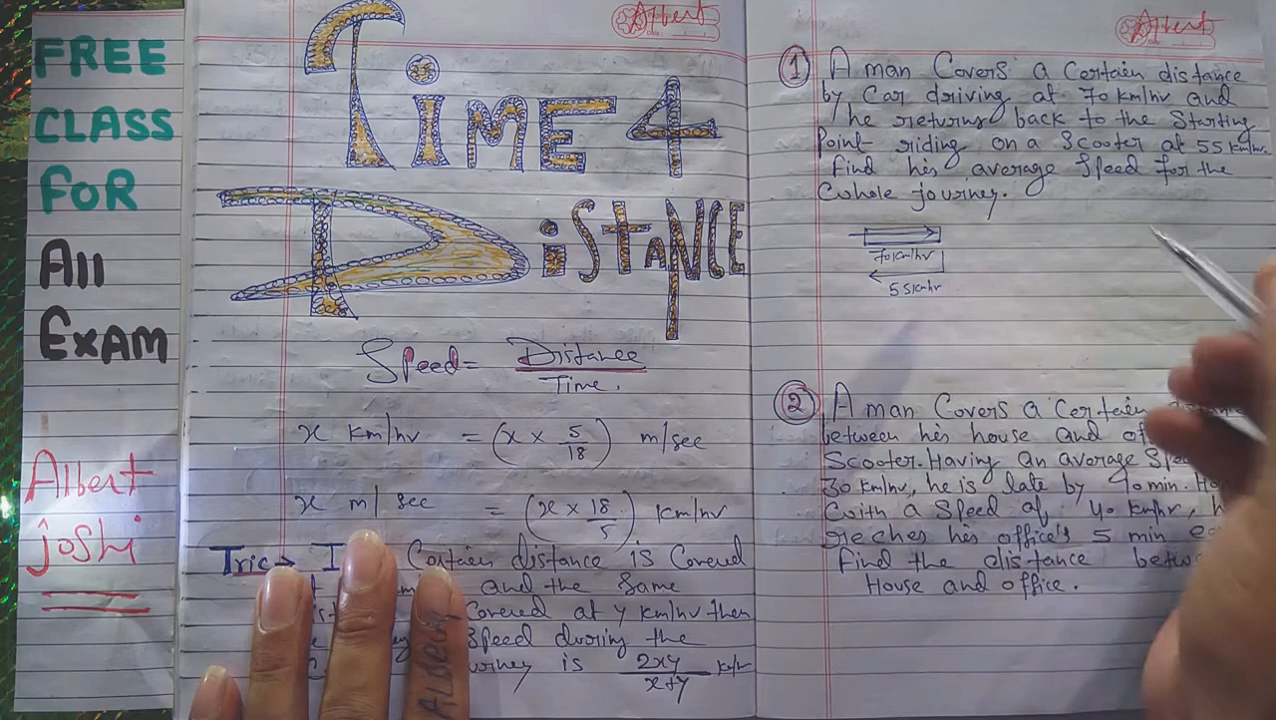 FREE
CLASS
FOR
All
ExAM
Albert
joshi
Albert
TimE 4
DiSTANCE
Speed = Distance
Time.
x km/hr = (x × 5/18) m/sec
x m/sec = (x × 18/5) km/hr
Tric → I Certain distance is Covered
and the Same
Covered at y km/hr then
Speed during the
is 2xy/x+y km/hr
ALBERT
Albert
① A man Covers a Certain distance
by Car driving at 70 km/hr and
he returns back to the Starting
Point riding on a Scooter at 55 km/hr
find his average Speed for the
whole journey.
70 km/hr
55 km/hr
② A man Covers a Certain
between his house and
Scooter. Having an average
30 km/hr, he is late by 10 min.
with a Speed of 40 km/hr,
reaches his office's 5 min
find the distance
House and office.